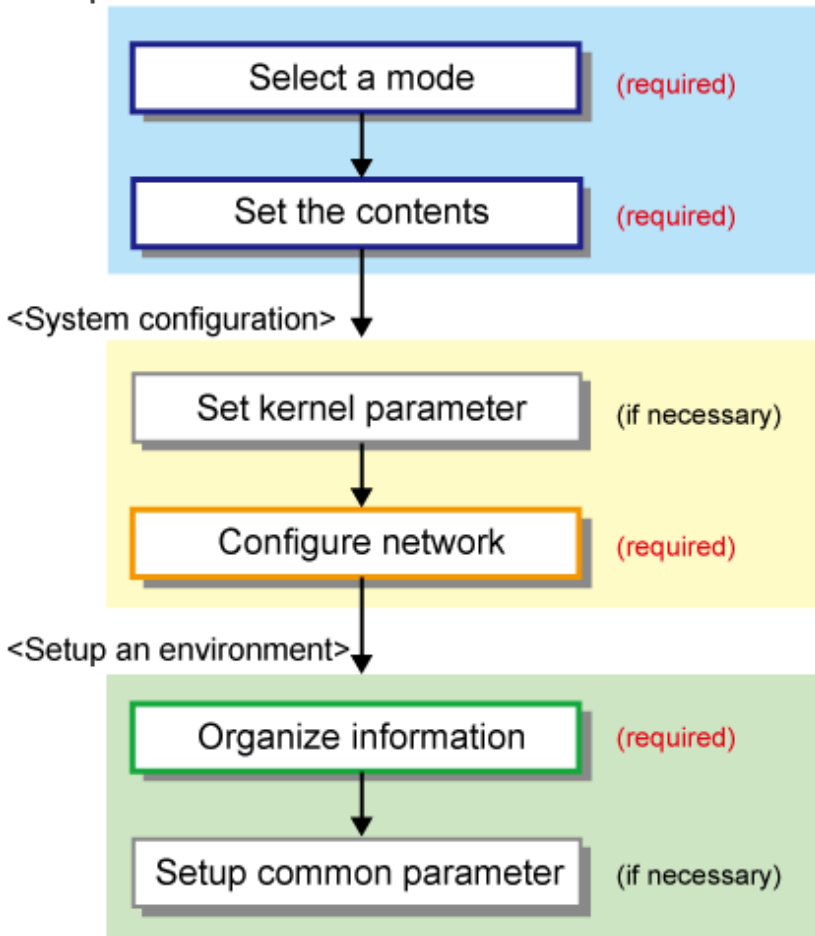 Select a mode (required)
Set the contents (required)
<System configuration>
Set kernel parameter (if necessary)
Configure network (required)
<Setup an environment>
Organize information (required)
Setup common parameter (if necessary)